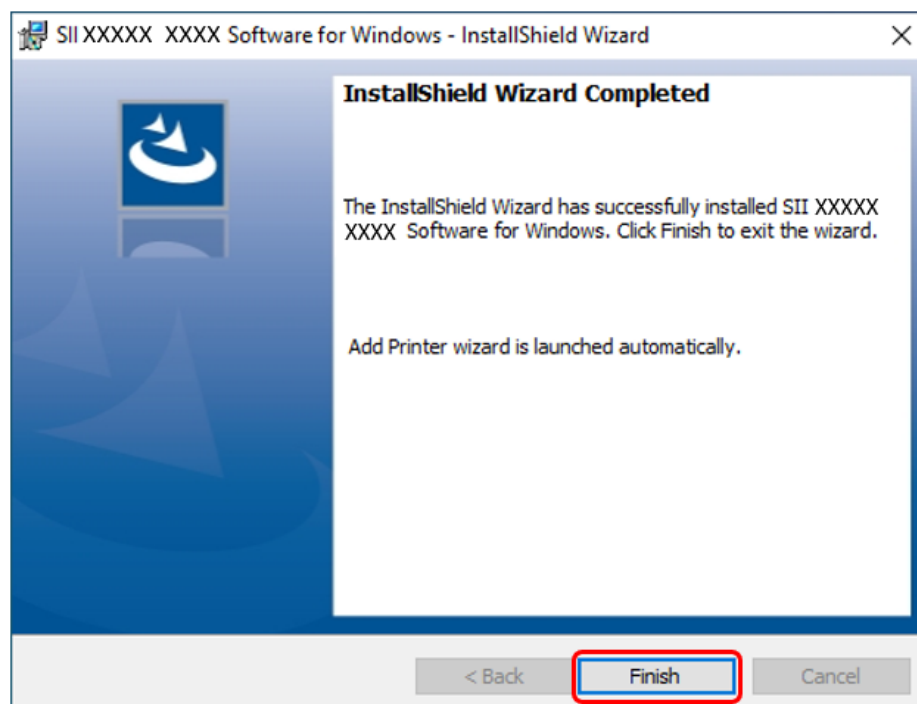 SII XXXXX XXXX Software for Windows - InstallShield Wizard
InstallShield Wizard Completed
The InstallShield Wizard has successfully installed SII XXXXX
XXXX Software for Windows. Click Finish to exit the wizard.
Add Printer wizard is launched automatically.
< Back Finish Cancel